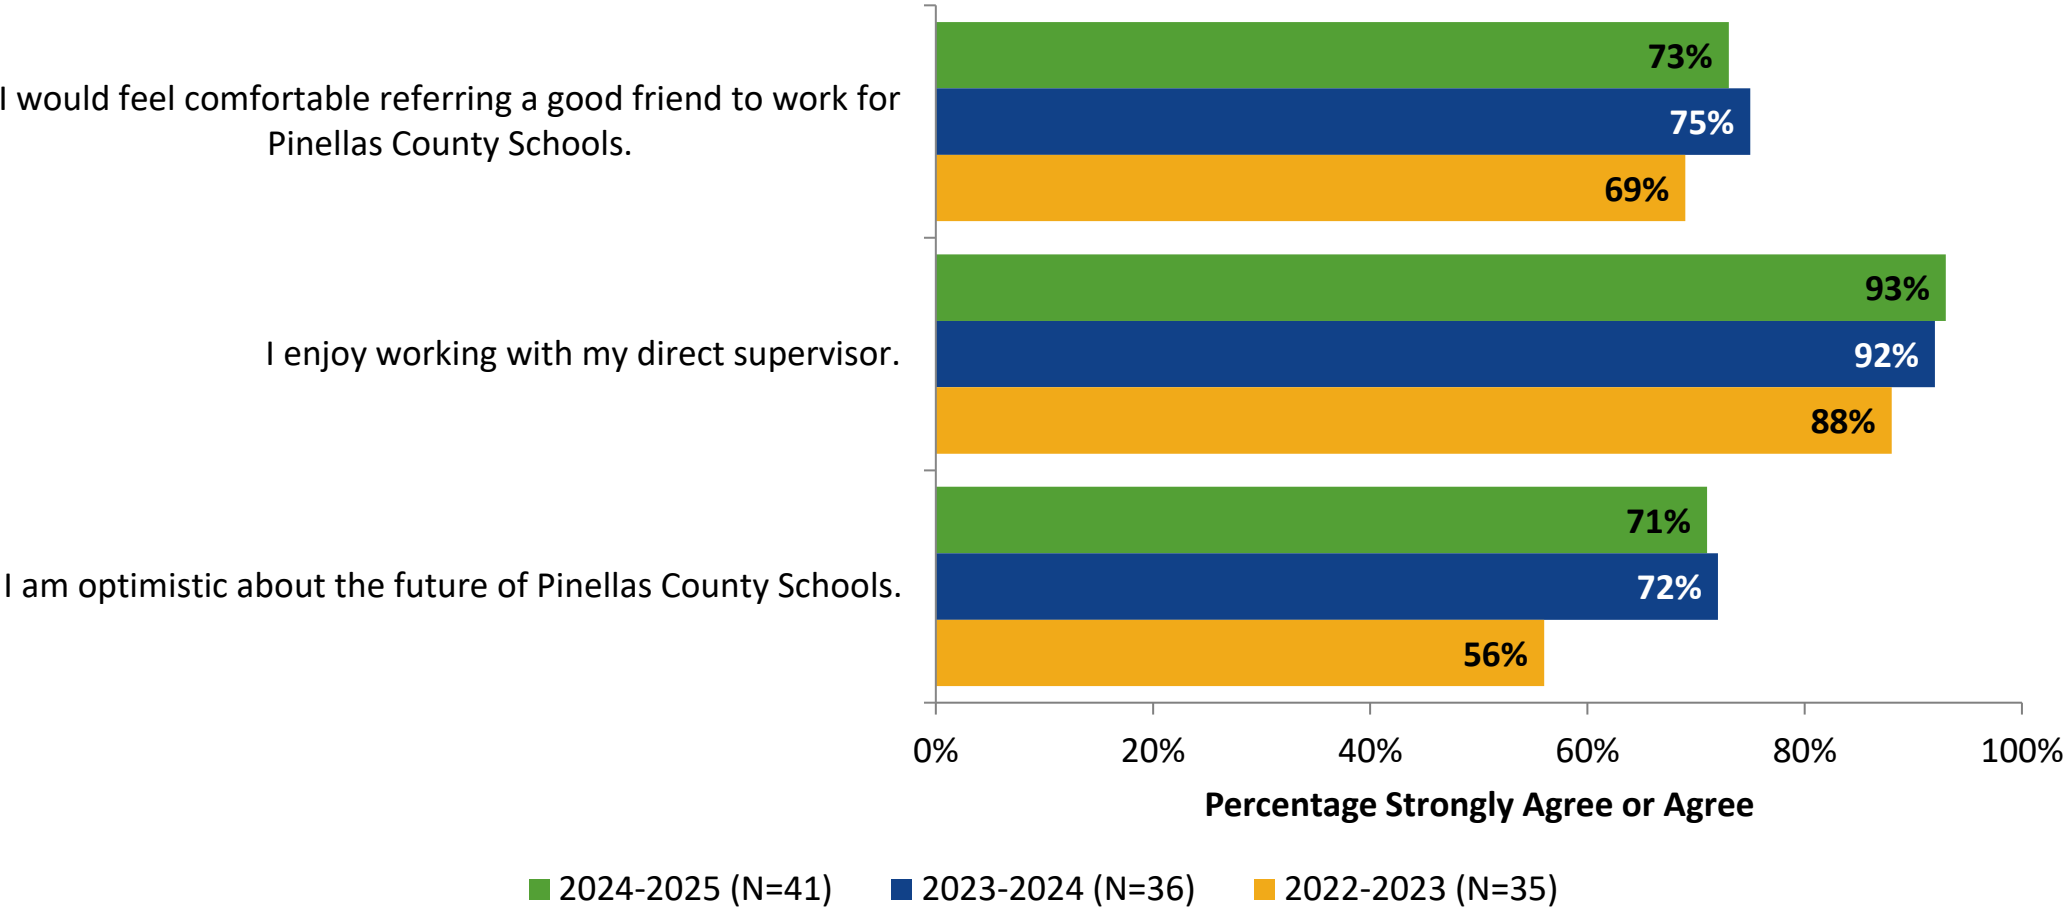 73%
I would feel comfortable referring a good friend to work for
Pinellas County Schools.
75%
69%
93%
I enjoy working with my direct supervisor.
92%
88%
71%
I am optimistic about the future of Pinellas County Schools.
72%
56%
0% 20% 40% 60% 80% 100%
Percentage Strongly Agree or Agree
2024-2025 (N=41) 2023-2024 (N=36) 2022-2023 (N=35)